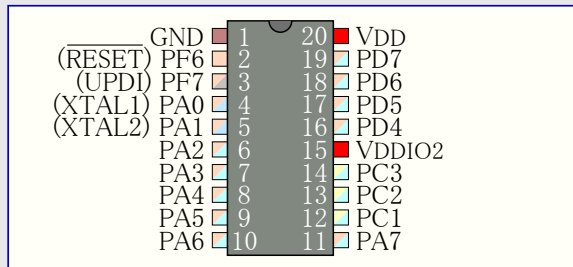 GND 1 20 VDD
(RESET) PF6 2 19 PD7
(UPDI) PF7 3 18 PD6
(XTAL1) PA0 4 17 PD5
(XTAL2) PA1 5 16 PD4
PA2 6 15 VDDIO2
PA3 7 14 PC3
PA4 8 13 PC2
PA5 9 12 PC1
PA6 10 11 PA7